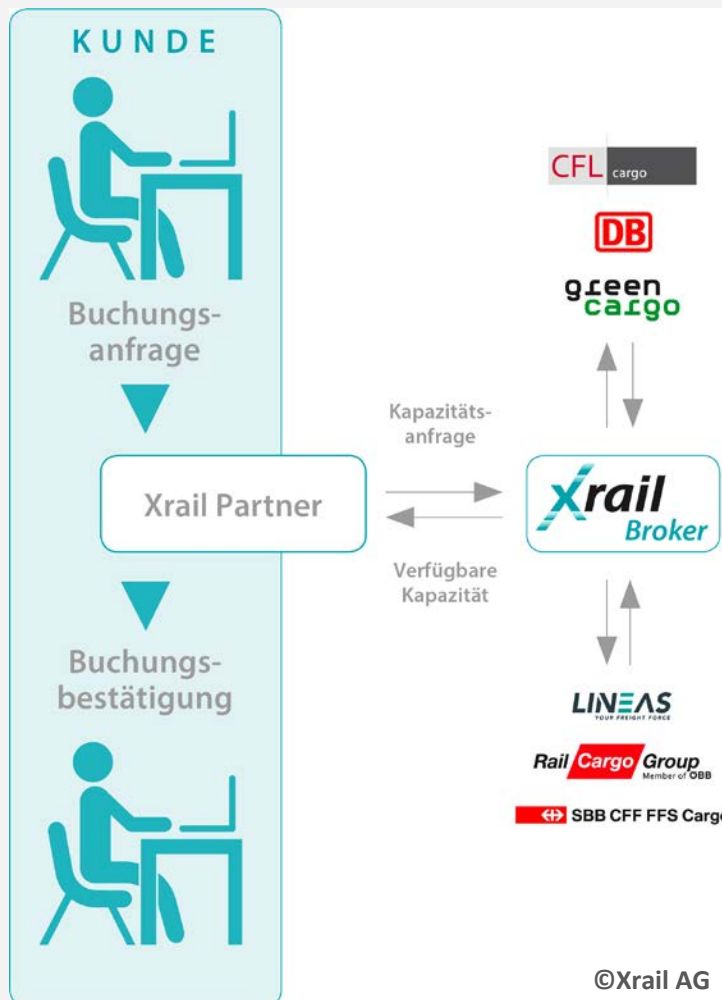 KUNDE
Buchungs-
anfrage
Xrail Partner
Buchungs-
bestätigung
Kapazitäts-
anfrage
Verfügbare
Kapazität
CFL cargo
DB
green
cargo
xrail
Broker
LINEAS
YOUR FREIGHT FORCE
Rail Cargo Group
Member of ÖBB
SBB CFF FFS Cargo
©Xrail AG